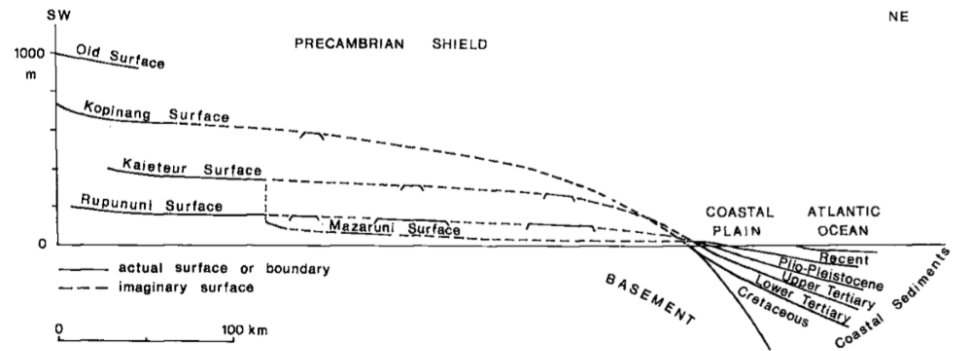 SW
NE
PRECAMBRIAN SHIELD
1000
m
Old Surface
Kopinang Surface
Kaieteur Surface
Rupununi Surface
Mazaruni Surface
0
COASTAL
PLAIN
ATLANTIC
OCEAN
Recent
Plio-Pleistocene
Upper Tertiary
Lower Tertiary
Cretaceous
Coastal Sediments
BASEMENT
actual surface or boundary
imaginary surface
0
100 km